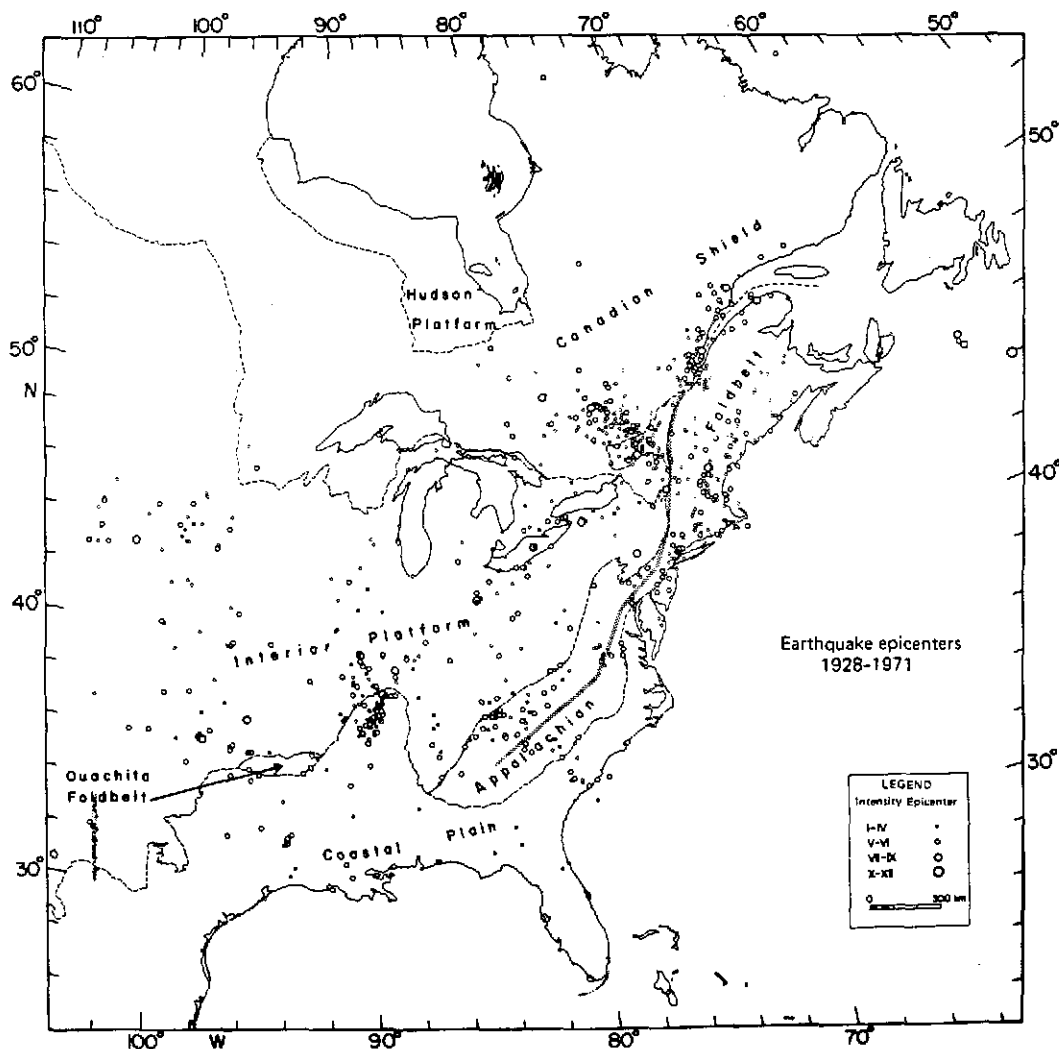 110° 100° 90° 80° 70° 60° 50°
60°
50°
Hudson
Platform
Canadian Shield
50°
N
Foldbelt
40°
40°
Interior Platform
Earthquake epicenters
1928-1971
Appalachian
30°
Ouachita
Foldbelt
LEGEND
Intensity Epicenter
I-IV
V-VI
VII-IX
X-XII
0 300 km
Coastal Plain
30°
100° W 90° 80° 70°